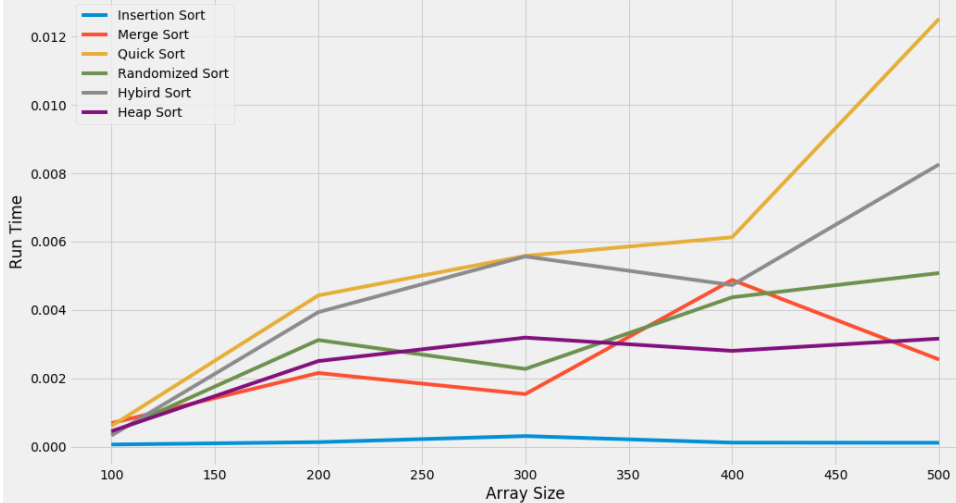 Insertion Sort
Merge Sort
Quick Sort
Randomized Sort
Hybird Sort
Heap Sort
0.012
0.010
0.008
0.006
0.004
0.002
0.000
Run Time
100 150 200 250 300 350 400 450 500
Array Size